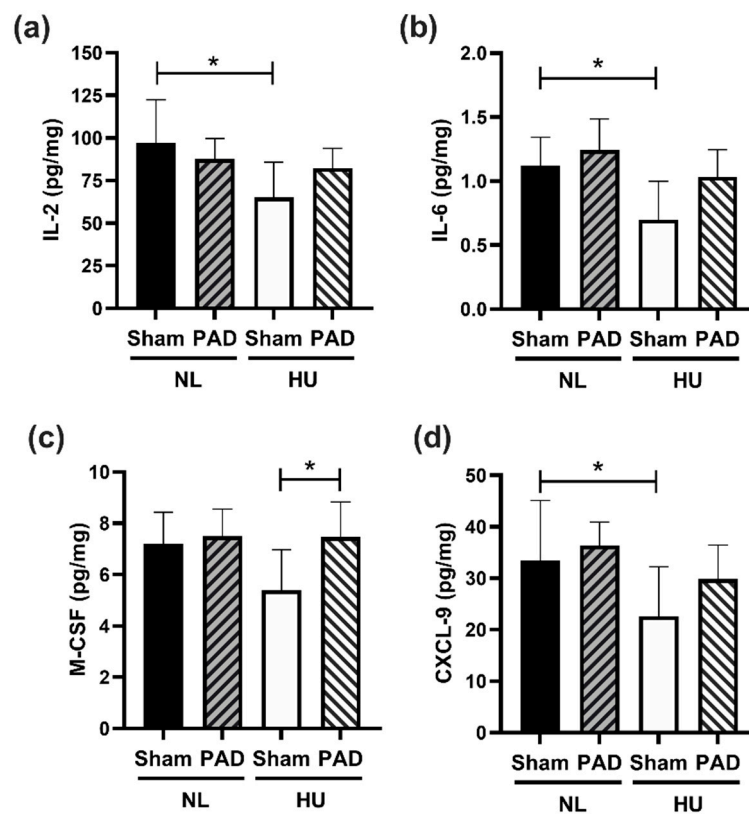 (a)
IL-2 (pg/mg)
150
125
100
75
50
25
0
*
Sham PAD Sham PAD
NL HU
(b)
IL-6 (pg/mg)
2.0
1.5
1.0
0.5
0.0
*
Sham PAD Sham PAD
NL HU
(c)
M-CSF (pg/mg)
10
8
6
4
2
0
*
Sham PAD Sham PAD
NL HU
(d)
CXCL-9 (pg/mg)
50
40
30
20
10
0
*
Sham PAD Sham PAD
NL HU